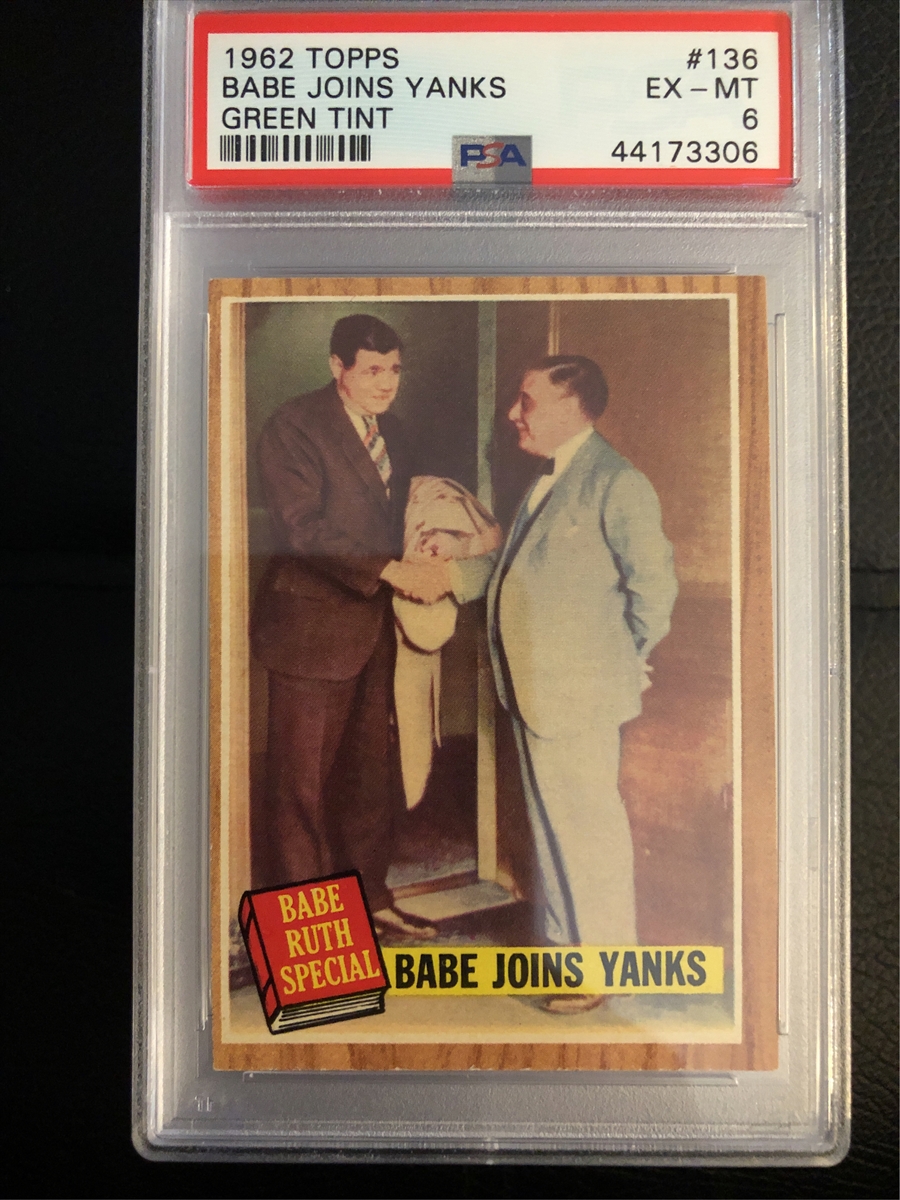 1962 TOPPS #136
BABE JOINS YANKS EX – MT
GREEN TINT 6
PSA 44173306
BABE
RUTH
SPECIAL
BABE JOINS YANKS